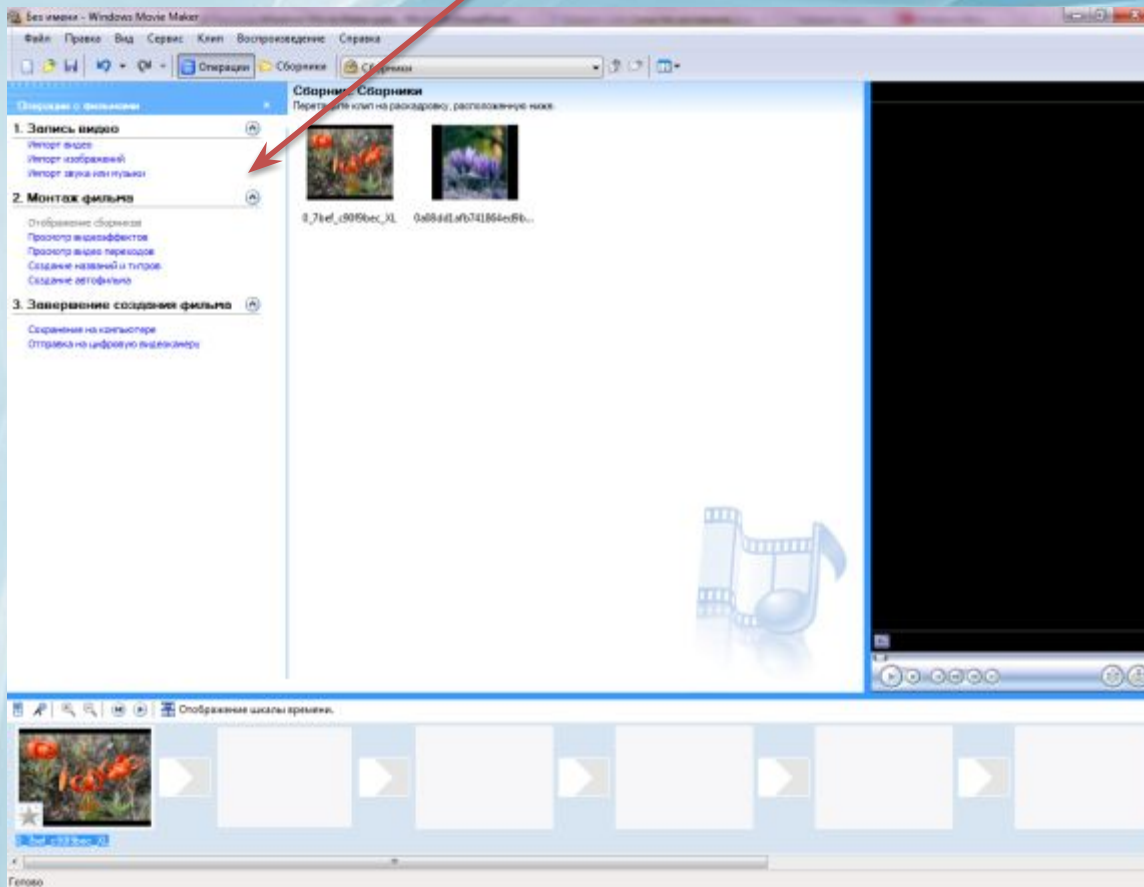 Без имени - Windows Movie Maker
Файл Правка Вид Сервис Клип Воспроизведение Справка
Операции Сборники Сборники
Операции с фильмами
Сборник: Сборники
Перетащите клип на раскадровку, расположенную ниже.
1. Запись видео
Импорт видео
Импорт изображений
Импорт звука или музыки
2. Монтаж фильма
Отображение сборников
Просмотр видеоэффектов
Просмотр видео переходов
Создание названий и титров
Создание автофильма
3. Завершение создания фильма
Сохранение на компьютере
Отправка на цифровую видеокамеру
0_7bef_c90f9bec_XL
Отображение шкалы времени.
0_7bef_c90f9bec_XL
Готово